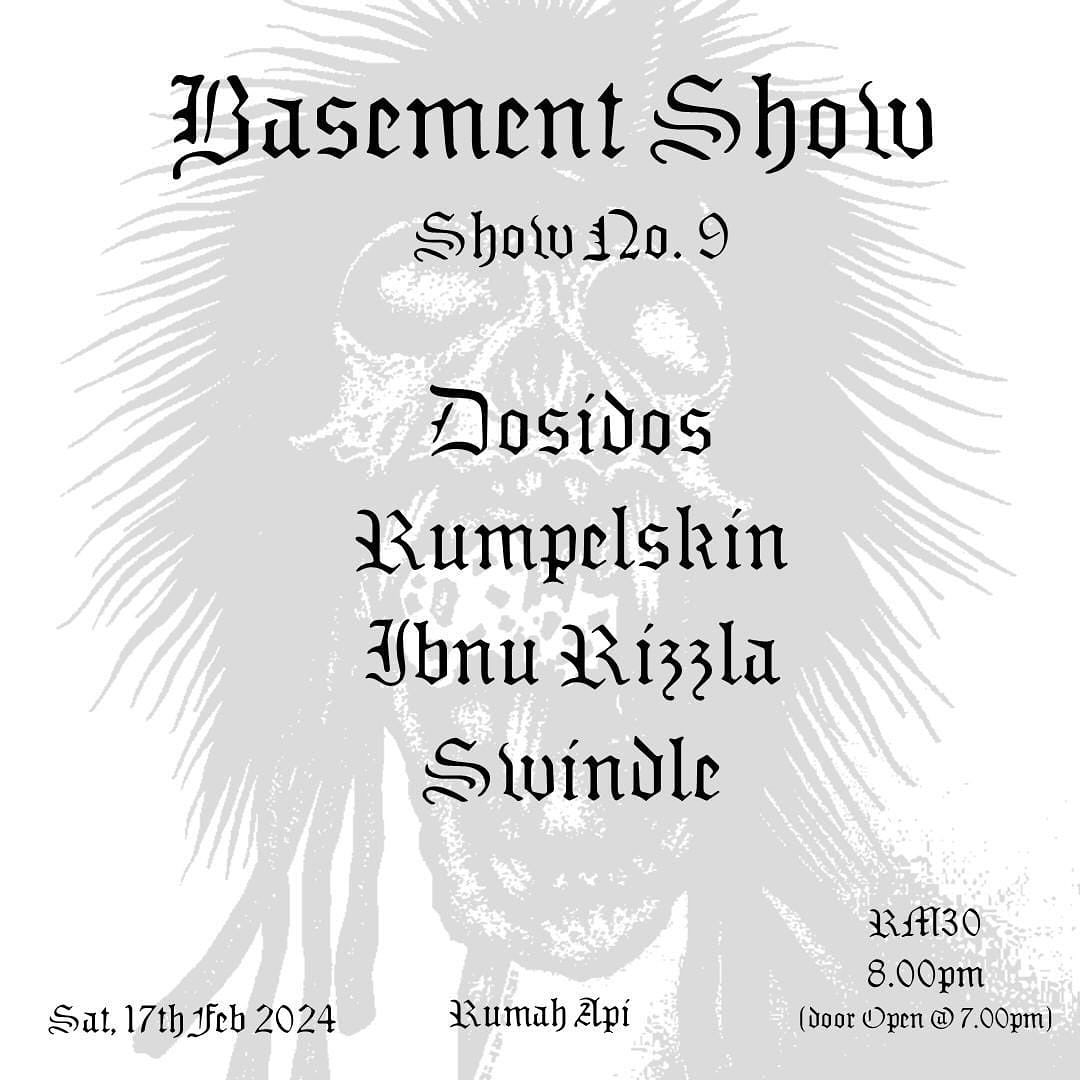 Basement Show
Show No. 9
Dosidos
Rumpelskin
Ibnu Rizzla
Swindle
RM30
8.00pm
(door Open @ 7.00pm)
Sat, 17th Feb 2024
Rumah Api